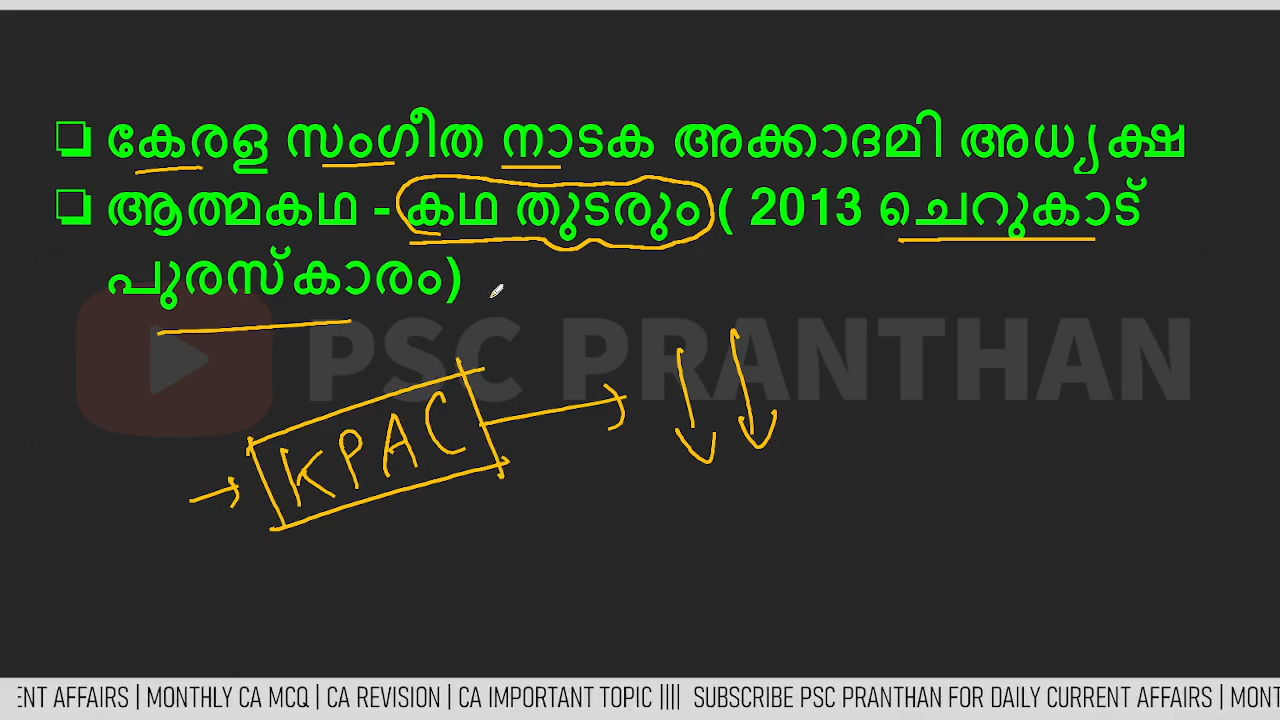 കേരള സംഗീത നാടക അക്കാദമി അധ്യക്ഷ
ആത്മകഥ - കഥ തുടരും ( 2013 ചെറുകാട്
പുരസ്കാരം)
PSC PRANTHAN
KPAC
ENT AFFAIRS | MONTHLY CA MCQ | CA REVISION | CA IMPORTANT TOPIC |||| SUBSCRIBE PSC PRANTHAN FOR DAILY CURRENT AFFAIRS | MONT